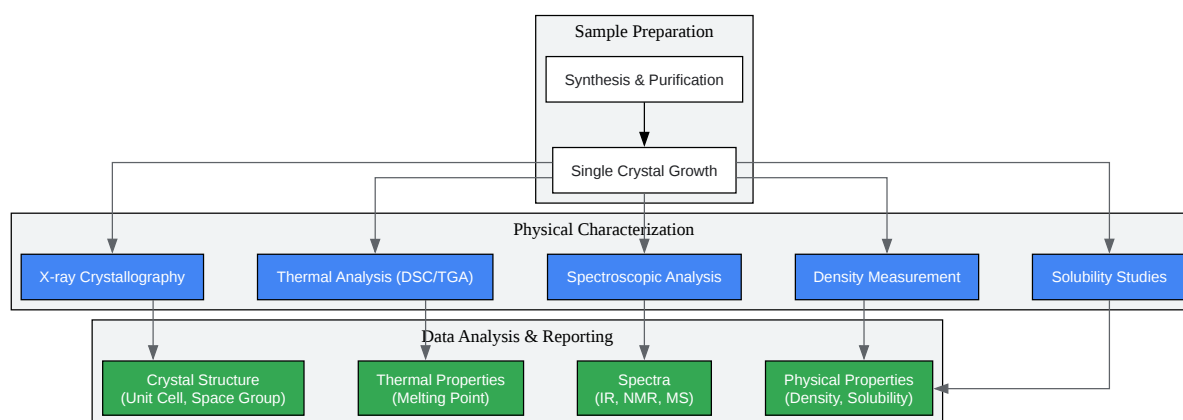 Sample Preparation
Synthesis & Purification
Single Crystal Growth
Physical Characterization
X-ray Crystallography
Thermal Analysis (DSC/TGA)
Spectroscopic Analysis
Density Measurement
Solubility Studies
Data Analysis & Reporting
Crystal Structure
(Unit Cell, Space Group)
Thermal Properties
(Melting Point)
Spectra
(IR, NMR, MS)
Physical Properties
(Density, Solubility)